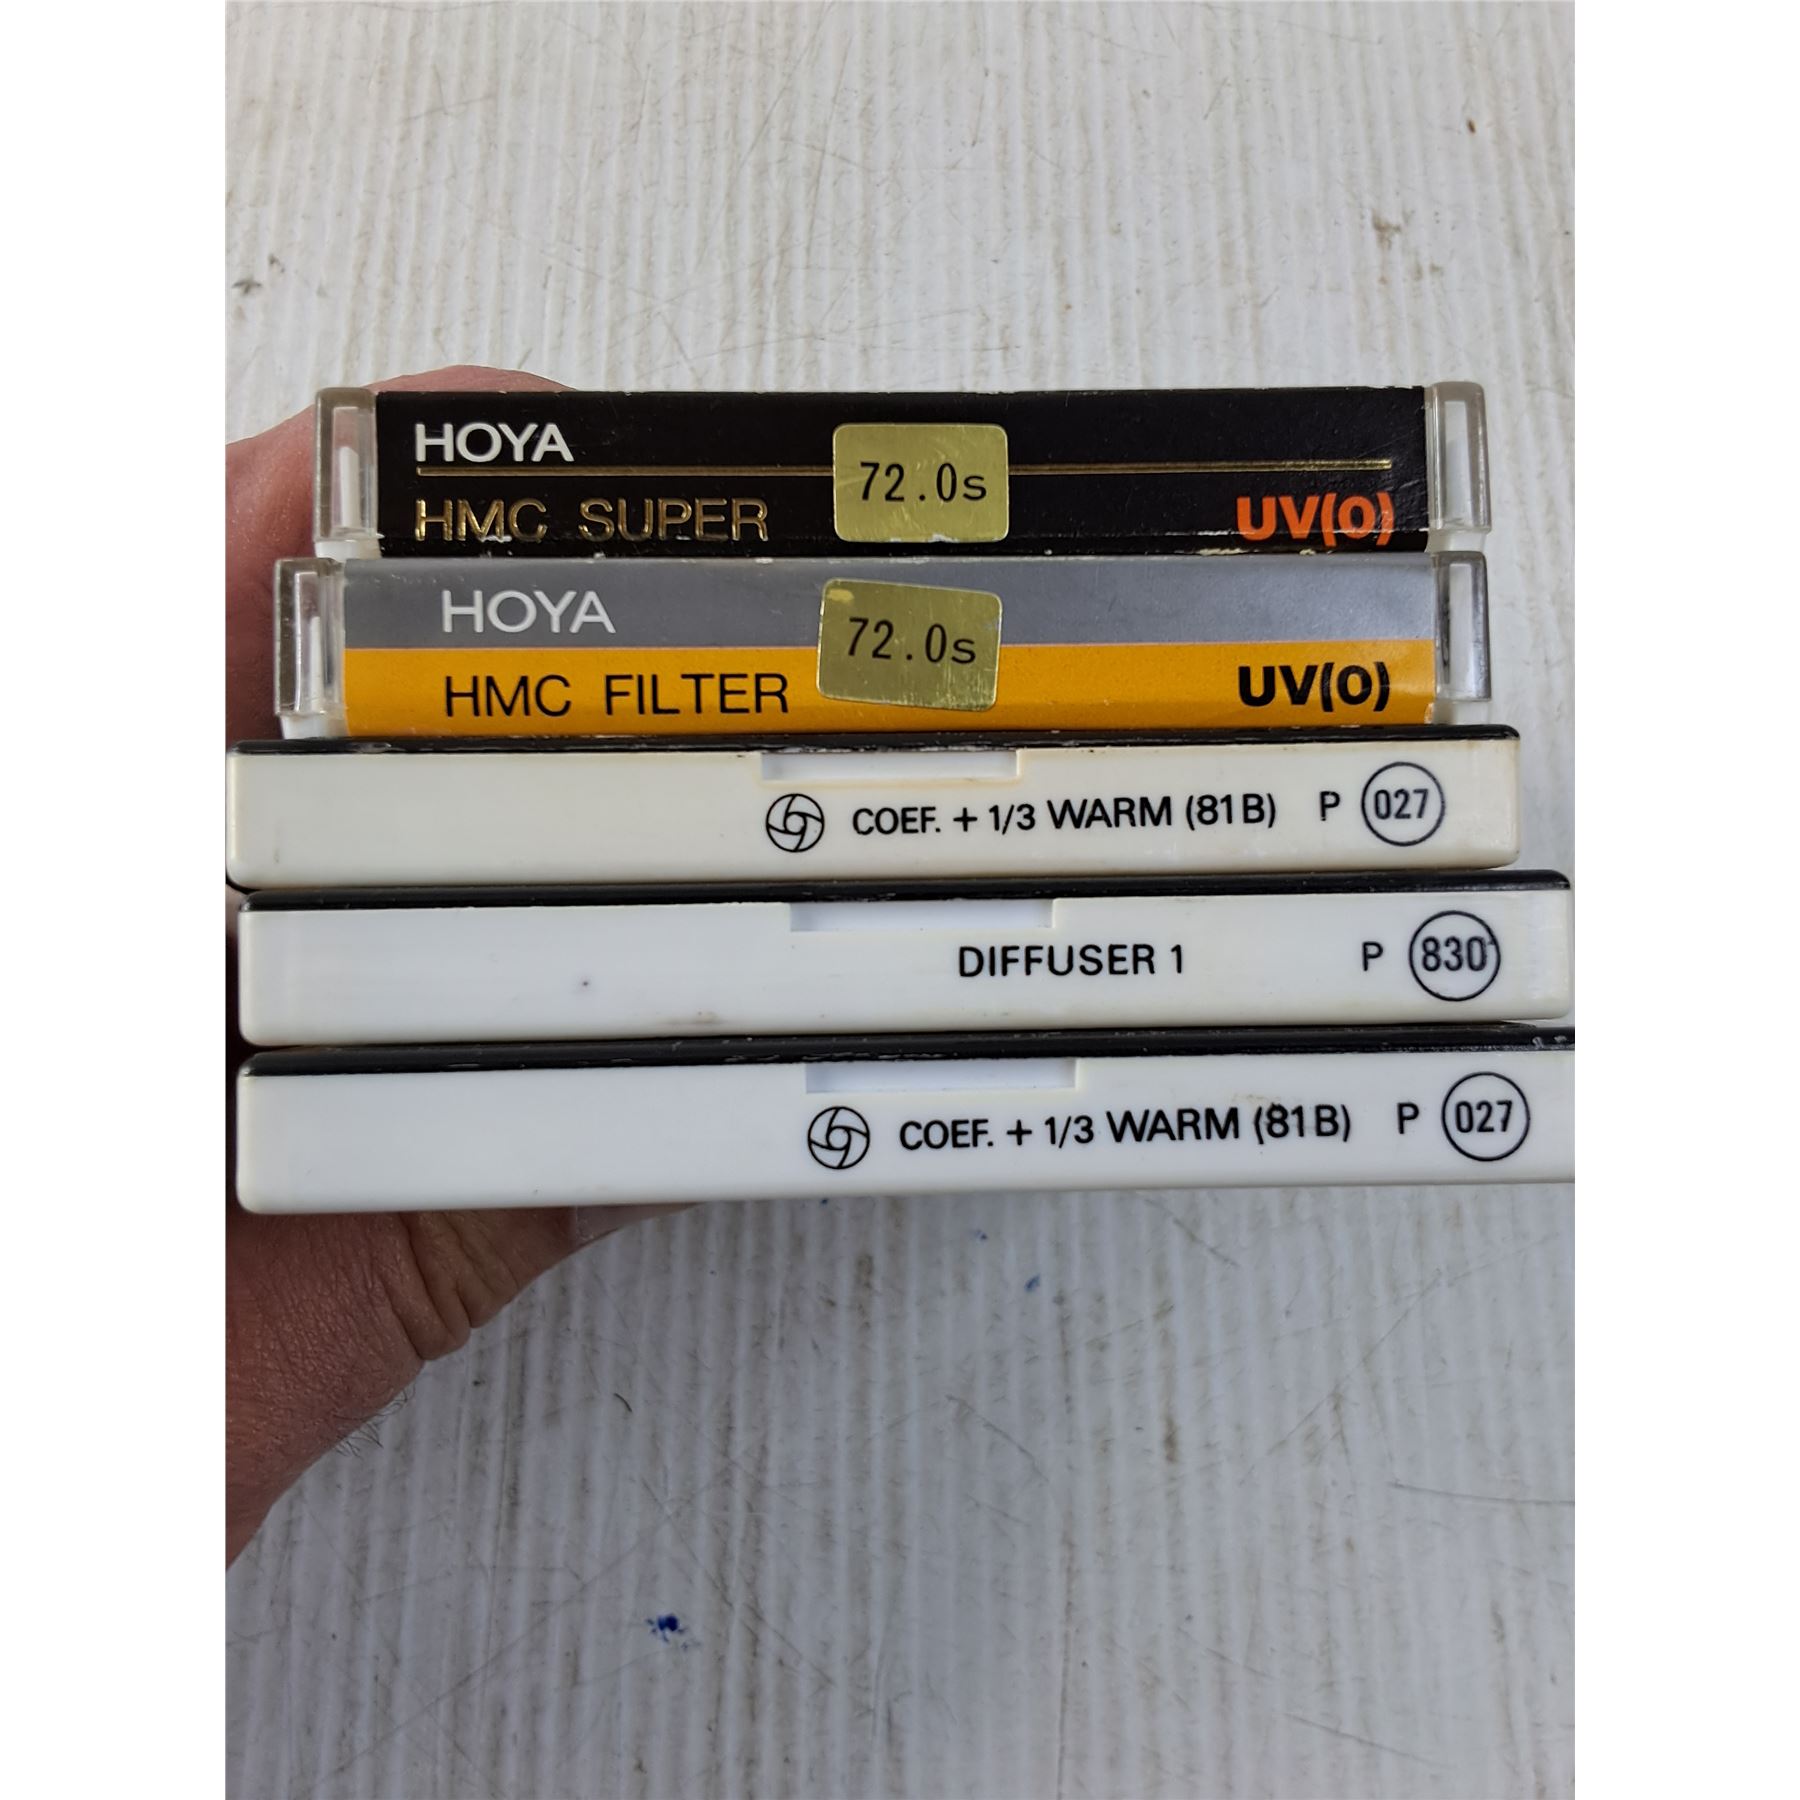 HOYA
HMC SUPER 72.0s UV(O)
HOYA
HMC FILTER 72.0s UV(O)
COEF. + 1/3 WARM (81B) P 027
DIFFUSER 1 P 830
COEF. + 1/3 WARM (81B) P 027